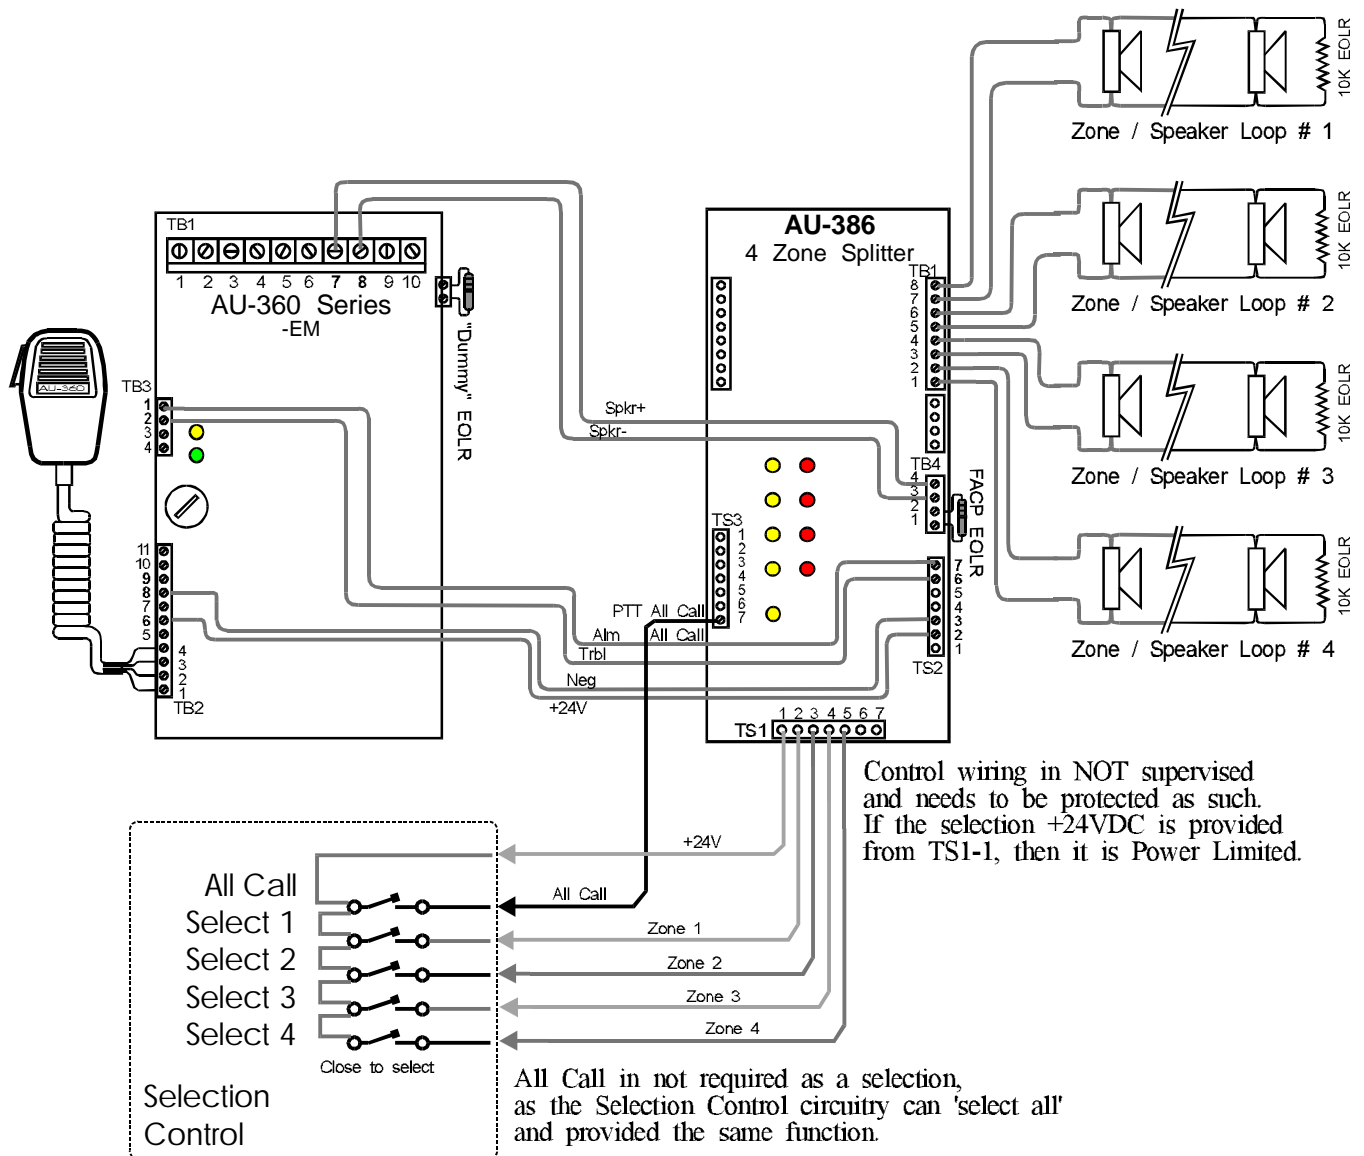 10K EOLR
Zone / Speaker Loop # 1
10K EOLR
Zone / Speaker Loop # 2
10K EOLR
Zone / Speaker Loop # 3
10K EOLR
Zone / Speaker Loop # 4
TB1
1 2 3 4 5 6 7 8 9 10
AU-360 Series
-EM
"Dummy" EOLR
AU-360
TB3
1
2
3
4
11
10
9
8
7
6
5
4
3
2
1
TB2
Spkr+
Spkr-
AU-386
4 Zone Splitter
TB1
8
7
6
5
4
3
2
1
TB4
4
3
2
1
FACP EOLR
TS3
1
2
3
4
5
6
7
PTT All Call
Alm All Call
Trbl
Neg
+24V
7
6
5
4
3
2
1
TS2
1 2 3 4 5 6 7
TS1
Control wiring in NOT supervised
and needs to be protected as such.
If the selection +24VDC is provided
from TS1-1, then it is Power Limited.
+24V
All Call
Zone 1
Zone 2
Zone 3
Zone 4
All Call
Select 1
Select 2
Select 3
Select 4
Close to select
Selection
Control
All Call in not required as a selection,
as the Selection Control circuitry can 'select all'
and provided the same function.